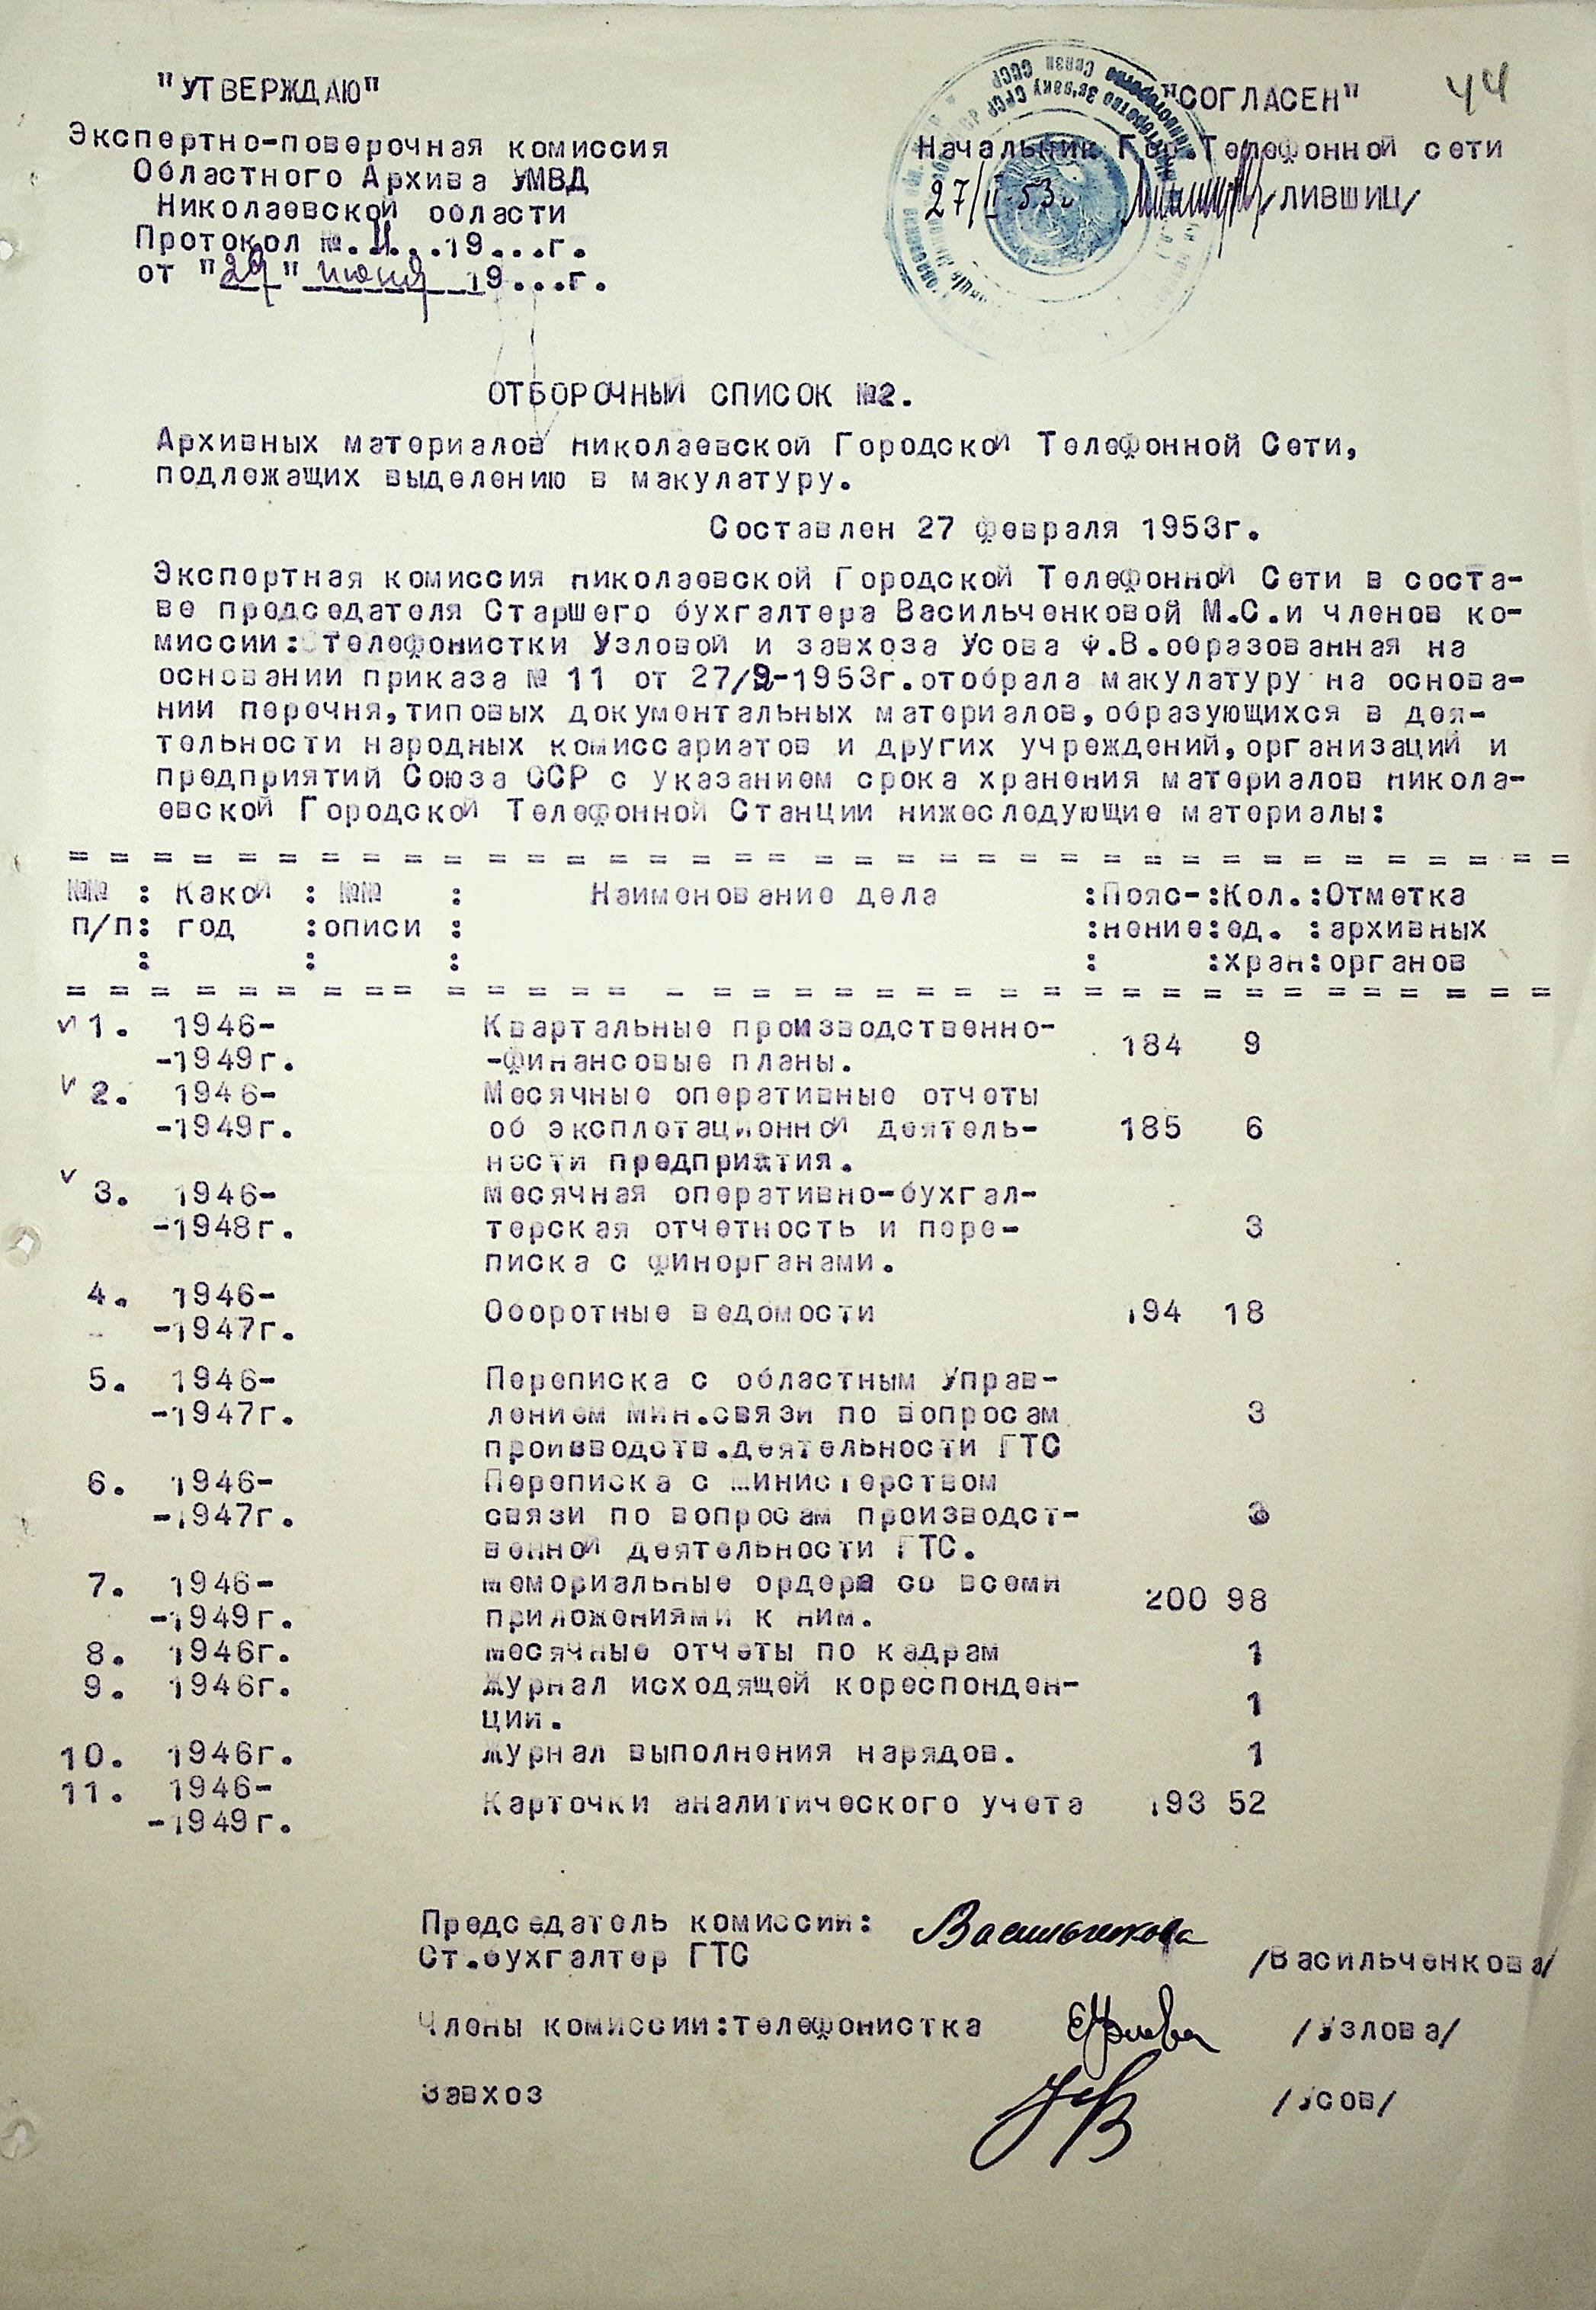 "УТВЕРЖДАЮ"
Экспертно-поверочная комиссия
Областного Архива УМВД
Николаевской области
Протокол №.11..19...г.
от "29" июня 19...г.
"СОГЛАСЕН"
44
Начальник Гор.Телефонной сети
27/II 53г /ЛИВШИЦ/
ОТБОРОЧНЫЙ СПИСОК №2.
Архивных материалов николаевской Городской Телефонной Сети,
подлежащих выделению в макулатуру.
Составлен 27 февраля 1953г.
Экспертная комиссия николаевской Городской Телефонной Сети в соста-
ве председателя Старшего бухгалтера Васильченковой М.С.и членов ко-
миссии: телефонистки Узловой и завхоза Усова Ф.В.образованная на
основании приказа № 11 от 27/2-1953г.отобрала макулатуру на основа-
нии перечня,типовых документальных материалов,образующихся в дея-
тельности народных комиссариатов и других учреждений,организаций и
предприятий Союза ССР с указанием срока хранения материалов никола-
евской Городской Телефонной Станции нижеследующие материалы:
№№ : Какой : №№ : Наименование дела :Пояс-:Кол.:Отметка
п/п: год :описи : :нение:ед. :архивных
: : : : :хран:органов
v 1. 1946- Квартальные производственно-
-1949г. -финансовые планы. 184 9
v 2. 1946- Месячные оперативные отчеты
-1949г. об эксплотационной деятель- 185 6
ности предприятия.
v 3. 1946- месячная оперативно-бухгал-
-1948г. терская отчетность и пере- 3
писка с финорганами.
4. 1946-
-1947г. Оборотные ведомости 194 18
5. 1946- Переписка с областным Управ-
-1947г. лением мин.связи по вопросам 3
производств.деятельности ГТС
6. 1946- Переписка с министерством
-1947г. связи по вопросам производст- 3
венной деятельности ГТС.
7. 1946- мемориальные ордера со всеми
-1949г. приложениями к ним. 200 98
8. 1946г. месячные отчеты по кадрам 1
9. 1946г. Журнал исходящей кореспонден-
ции. 1
10. 1946г. Журнал выполнения нарядов. 1
11. 1946-
-1949г. Карточки аналитического учета 193 52
Председатель комиссии: Васильченкова
Ст.бухгалтер ГТС /Васильченкова/
Члены комиссии:телефонистка ЕУзлова /Узлова/
Завхоз /Усов/